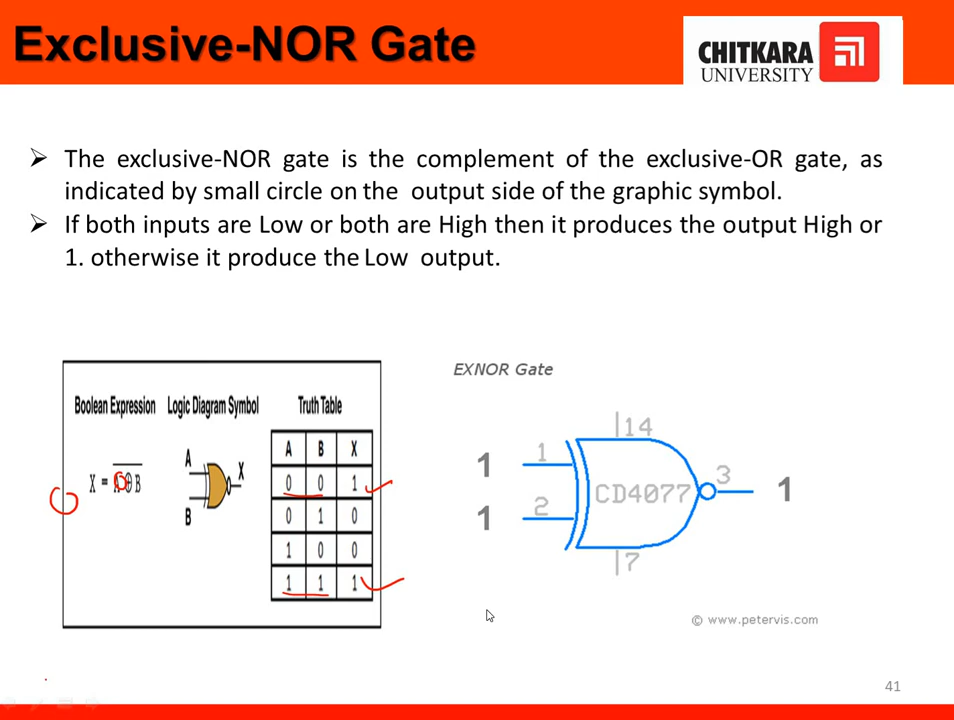 Exclusive-NOR Gate
CHITKARA
UNIVERSITY
The exclusive-NOR gate is the complement of the exclusive-OR gate, as
indicated by small circle on the output side of the graphic symbol.
If both inputs are Low or both are High then it produces the output High or
1. otherwise it produce the Low output.
Boolean Expression Logic Diagram Symbol Truth Table
X = A ⊕ B
A
B
X
A B X
0 0 1
0 1 0
1 0 0
1 1 1
EXNOR Gate
14
1 1
CD4077 3 1
1 2
7
© www.petervis.com
41